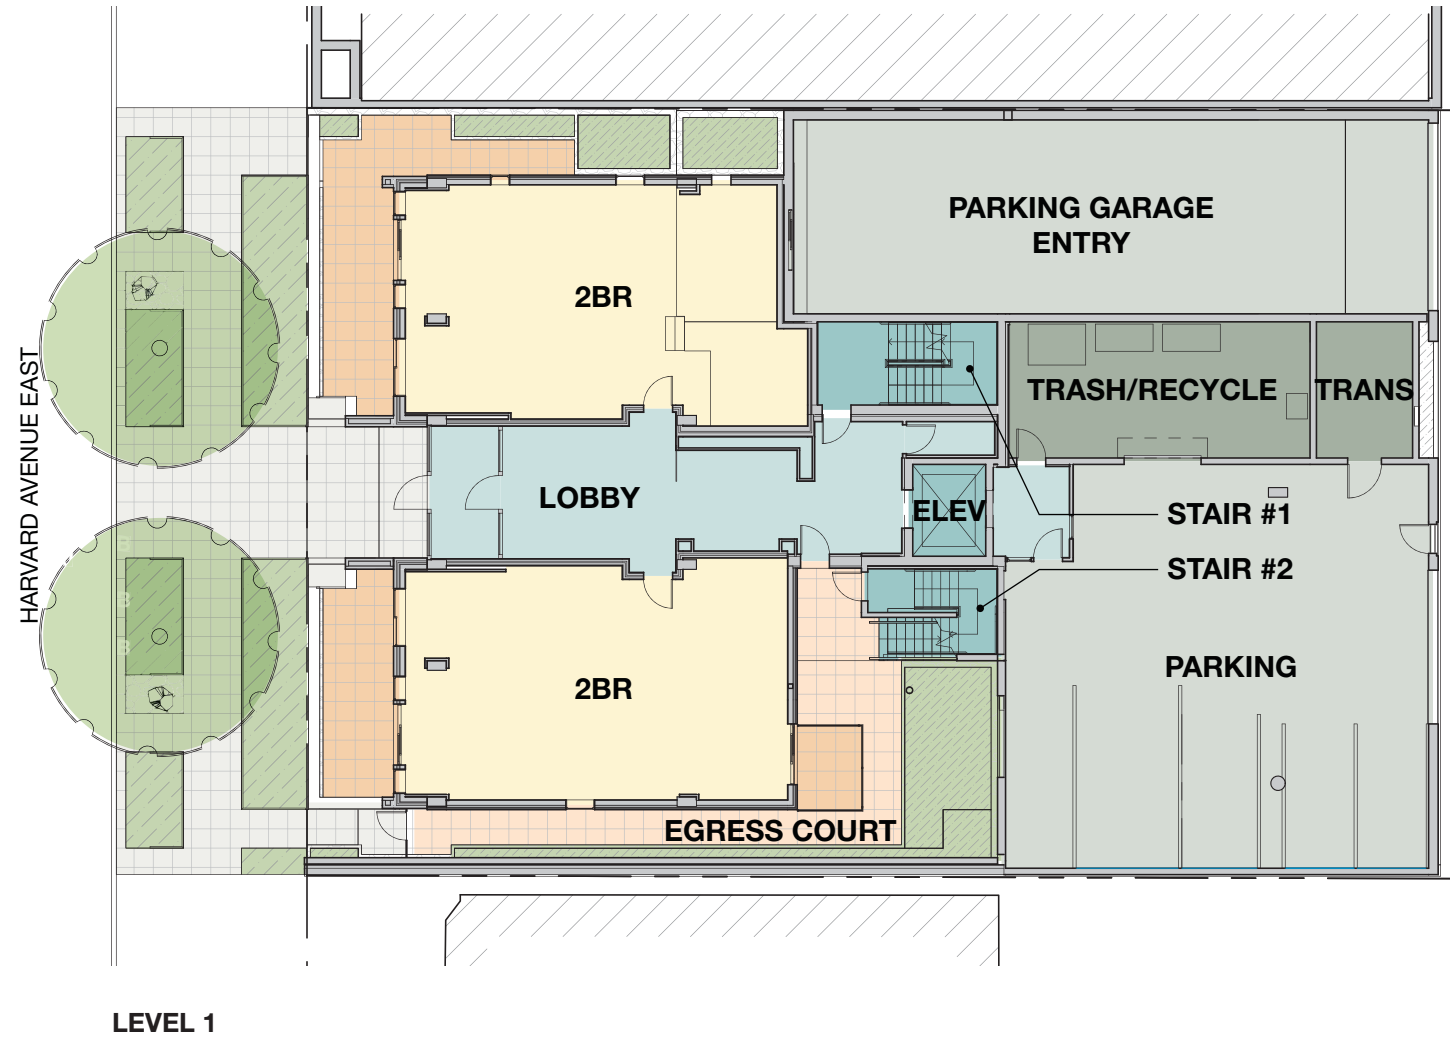 PARKING GARAGE
ENTRY
2BR
HARVARD AVENUE EAST
TRASH/RECYCLE
TRANS
LOBBY
ELEV
STAIR #1
STAIR #2
2BR
PARKING
EGRESS COURT
LEVEL 1